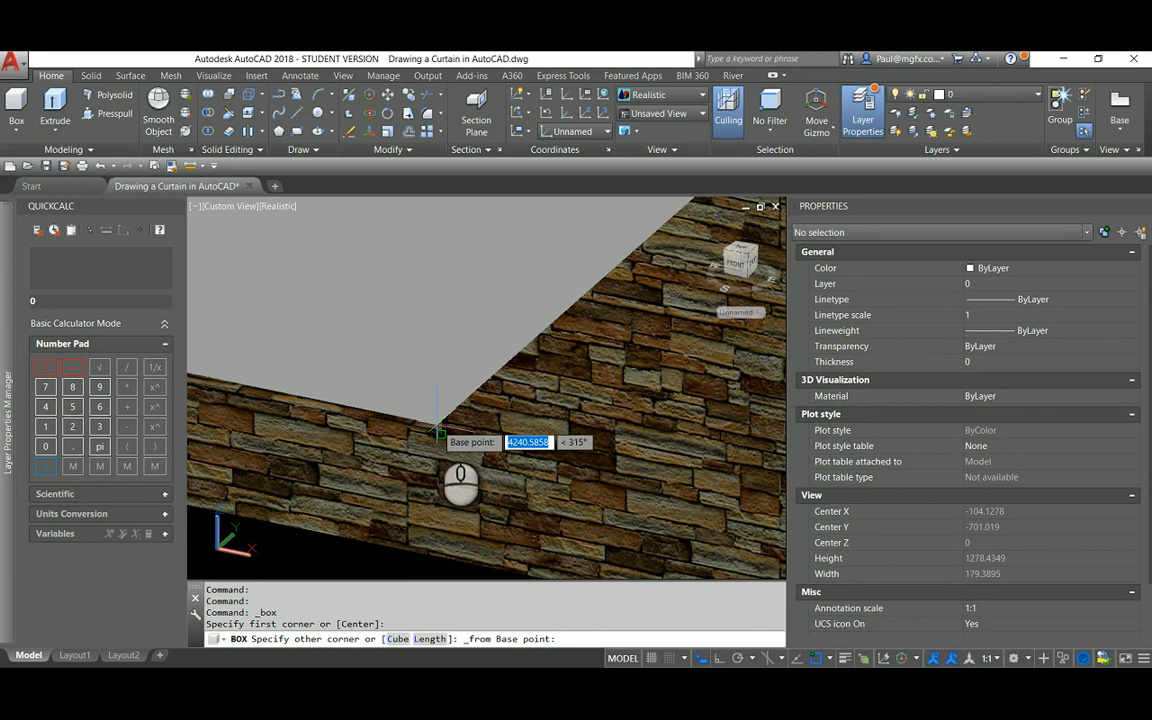 Autodesk AutoCAD 2018 - STUDENT VERSION Drawing a Curtain in AutoCAD.dwg
Type a keyword or phrase
Paul@mgfx.co...
Home Solid Surface Mesh Visualize Insert Annotate View Manage Output Add-ins A360 Express Tools Featured Apps BIM 360 River
Box
Extrude
Polysolid
Presspull
Smooth Object
Section Plane
Unnamed
Realistic
Unsaved View
Culling
No Filter
Move Gizmo
Layer Properties
0
Group
Base
Modeling
Mesh
Solid Editing
Draw
Modify
Section
Coordinates
View
Selection
Layers
Groups
View
Start
Drawing a Curtain in AutoCAD*
QUICKCALC
0
Basic Calculator Mode
Number Pad
C √ / 1/x
7 8 9 * x^
4 5 6 + x^
1 2 3 - x^
0 . pi ( )
= M M M M
Scientific
Units Conversion
Variables
Layer Properties Manager
[−][Custom View][Realistic]
FRONT
S
E
Unnamed
Base point: 4240.5858 < 315°
X
Y
Command:
Command:
Command: _box
Specify first corner or [Center]:
BOX Specify other corner or [Cube Length]: _from Base point:
PROPERTIES
No selection
General
Color ByLayer
Layer 0
Linetype ByLayer
Linetype scale 1
Lineweight ByLayer
Transparency ByLayer
Thickness 0
3D Visualization
Material ByLayer
Plot style
Plot style ByColor
Plot style table None
Plot table attached to Model
Plot table type Not available
View
Center X -104.1278
Center Y -701.019
Center Z 0
Height 1278.4349
Width 179.3895
Misc
Annotation scale 1:1
UCS icon On Yes
Model Layout1 Layout2
MODEL
1:1